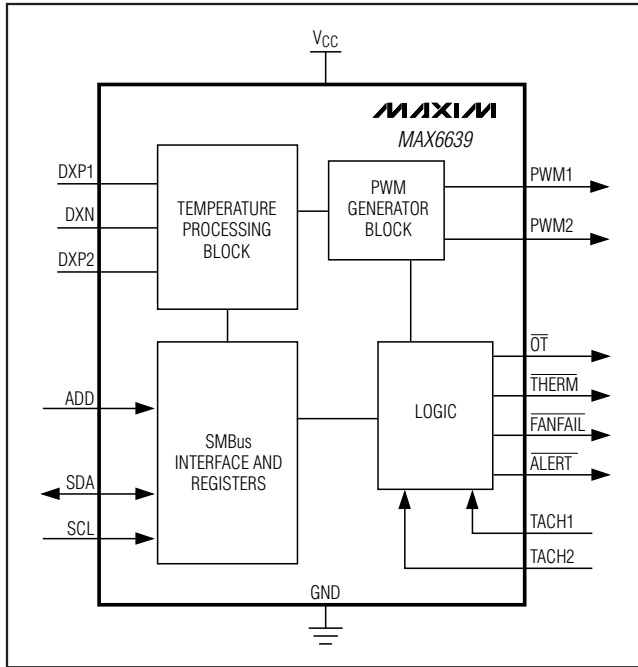 VCC
MAXIM
MAX6639
DXP1
DXN
DXP2
TEMPERATURE
PROCESSING
BLOCK
PWM
GENERATOR
BLOCK
PWM1
PWM2
ADD
SDA
SCL
SMBus
INTERFACE AND
REGISTERS
LOGIC
OT
THERM
FANFAIL
ALERT
TACH1
TACH2
GND